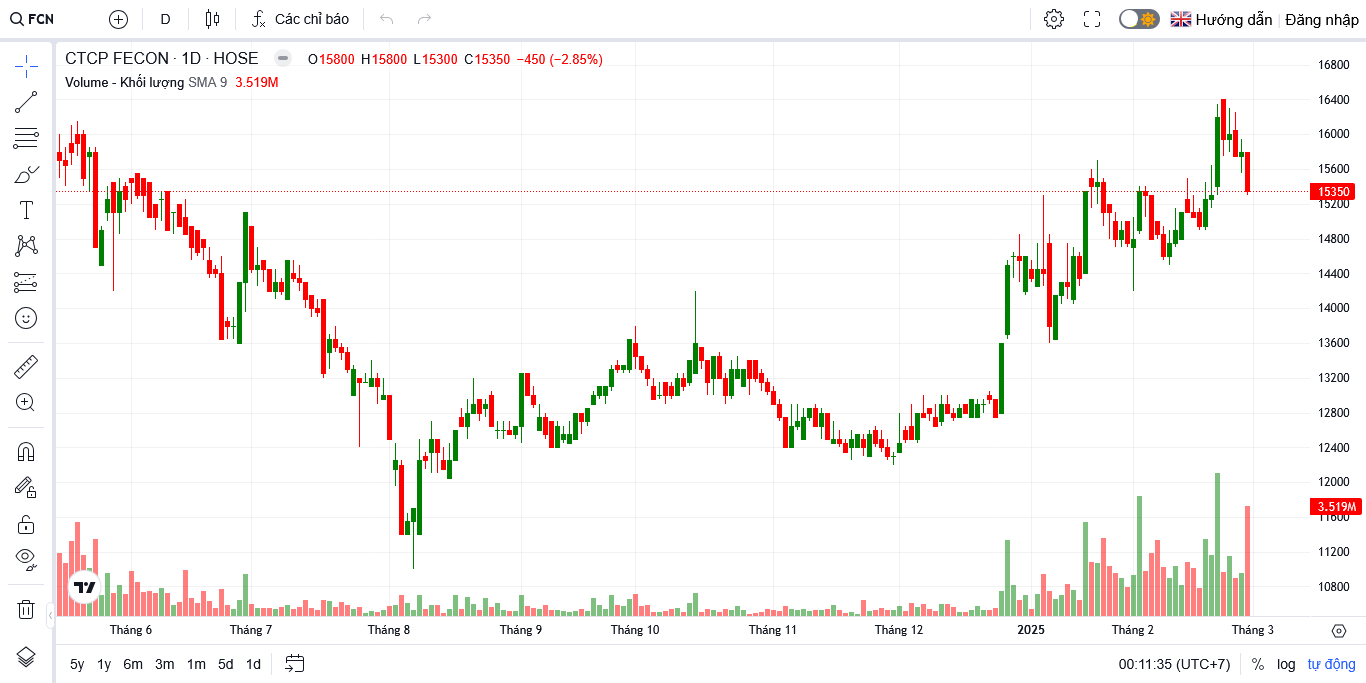 FCN D Các chỉ báo Hướng dẫn Đăng nhập
CTCP FECON · 1D · HOSE O15800 H15800 L15300 C15350 −450 (−2.85%)
Volume - Khối lượng SMA 9 3.519M
16800
16400
16000
15600
15350
15200
14800
14400
14000
13600
13200
12800
12400
12000
3.519M
11600
11200
10800
Tháng 6 Tháng 7 Tháng 8 Tháng 9 Tháng 10 Tháng 11 Tháng 12 2025 Tháng 2 Tháng 3
5y 1y 6m 3m 1m 5d 1d 00:11:35 (UTC+7) % log tự động